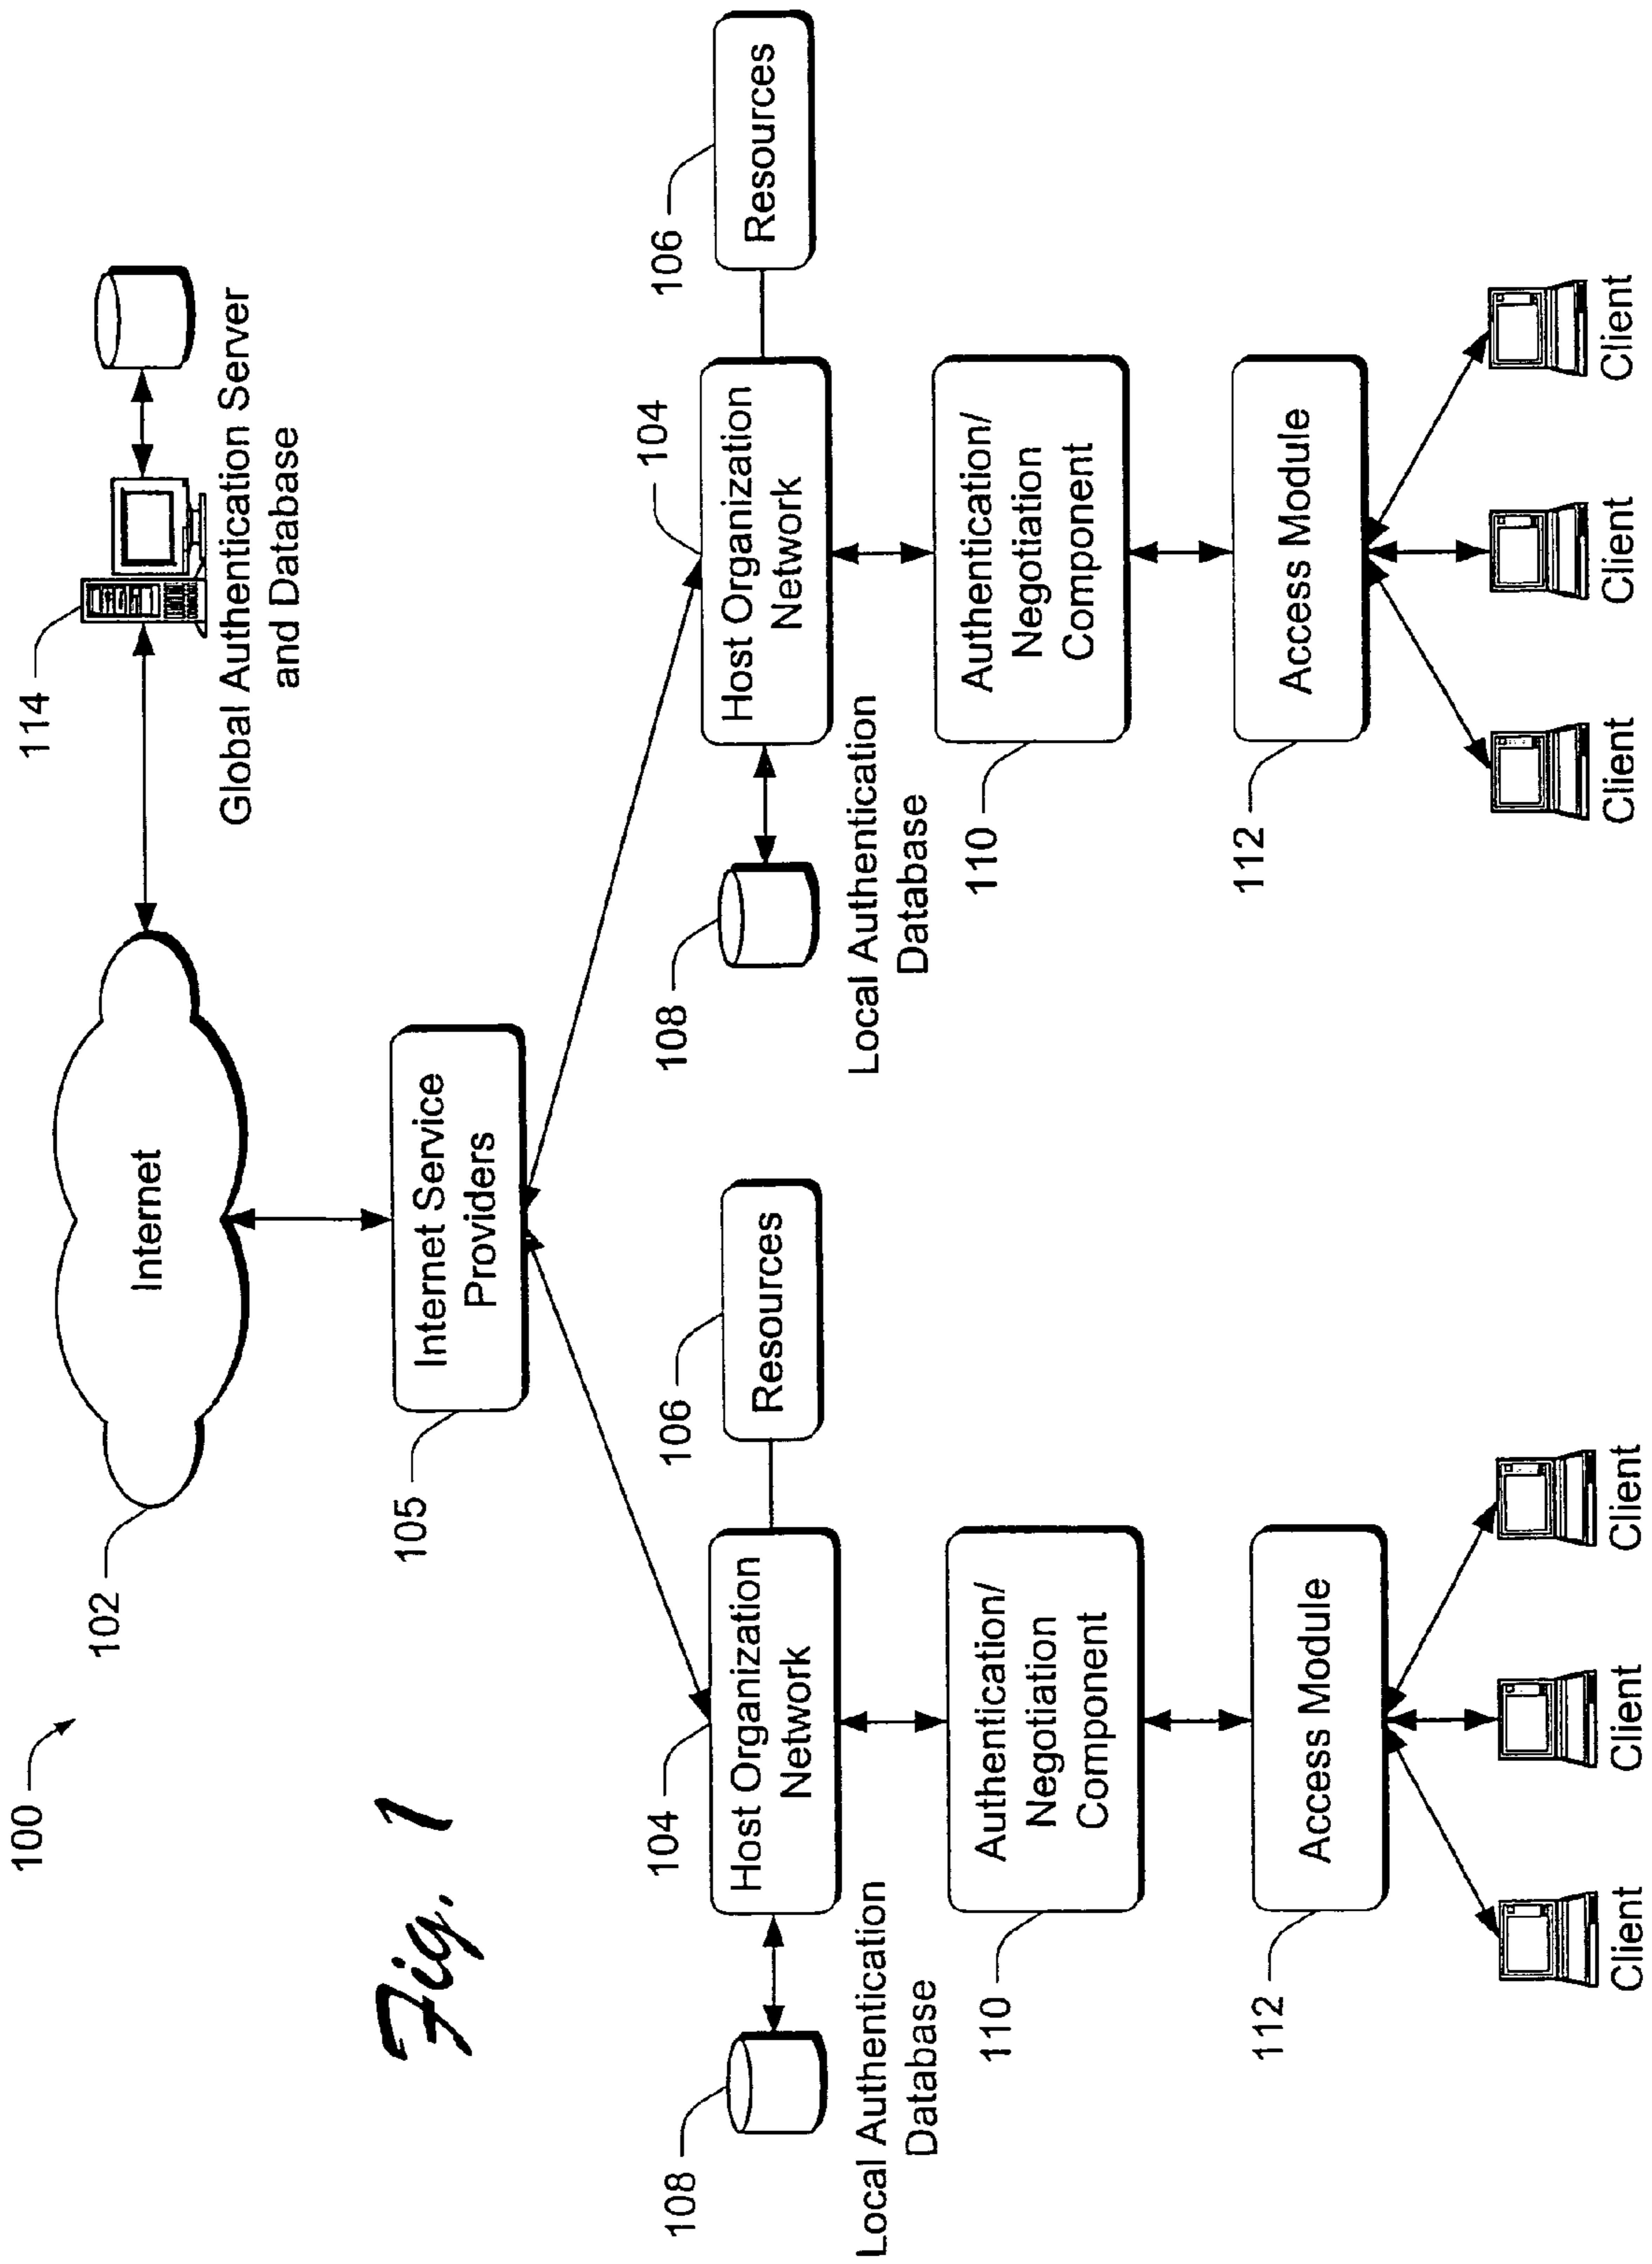 100
102
Internet
114
Global Authentication Server
and Database
Fig. 1
105
Internet Service
Providers
104
Host Organization
Network
106
Resources
108
Local Authentication
Database
110
Authentication/
Negotiation
Component
112
Access Module
Client
Client
Client
104
Host Organization
Network
106
Resources
108
Local Authentication
Database
110
Authentication/
Negotiation
Component
112
Access Module
Client
Client
Client